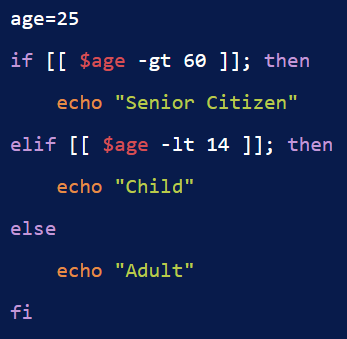 age=25
if [[ $age -gt 60 ]]; then
    echo "Senior Citizen"
elif [[ $age -lt 14 ]]; then
    echo "Child"
else
    echo "Adult"
fi